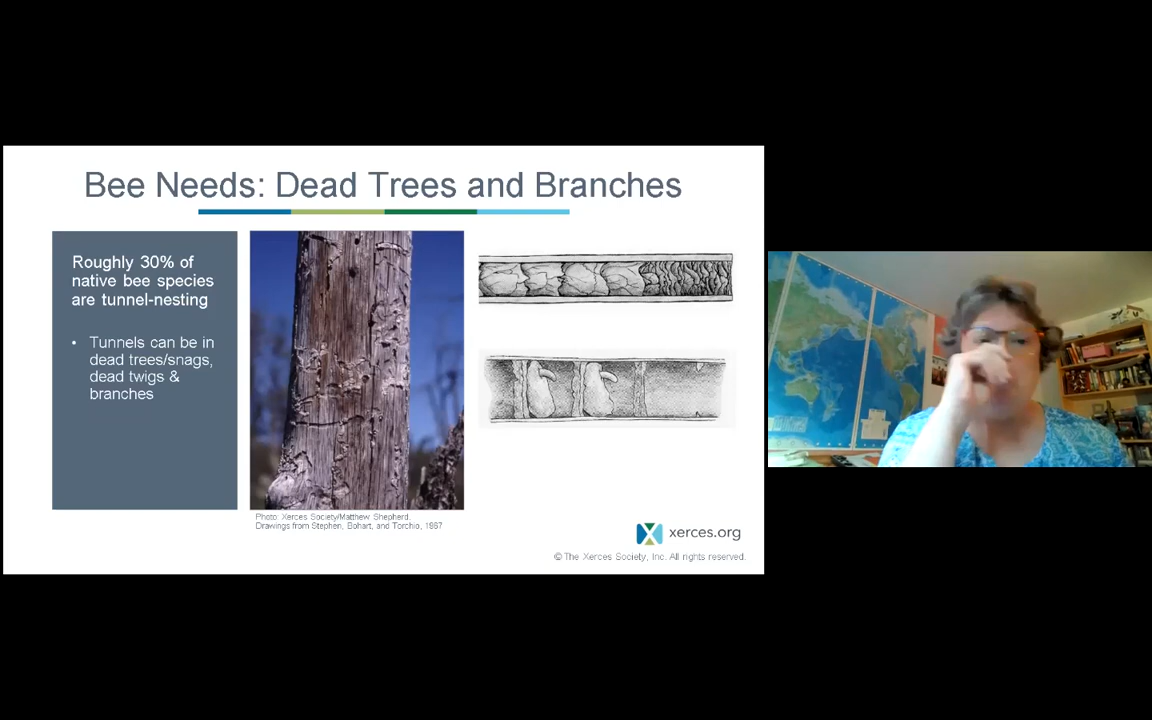 Bee Needs: Dead Trees and Branches
Roughly 30% of
native bee species
are tunnel-nesting
• Tunnels can be in
dead trees/snags,
dead twigs &
branches
Photo: Xerces Society/Matthew Shepherd.
Drawings from Stephen, Bohart, and Torchio, 1967
xerces.org
© The Xerces Society, Inc. All rights reserved.